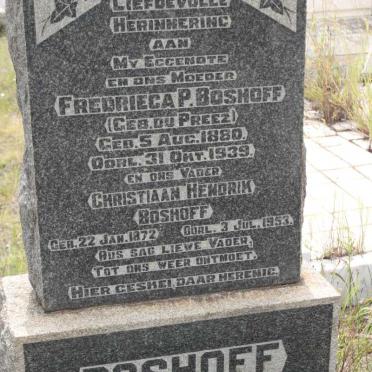 LIEFDEVOLLE
HERINNERING
AAN
MY EGGENOTE
EN ONS MOEDER
FREDRIECA P. BOSHOFF
(GEB. DU PREEZ)
GEB. 5 AUG. 1880.
OORL. 31 OKT. 1939.
EN ONS VADER
CHRISTIAAN HENDRIK
BOSHOFF
GEB. 22 JAN. 1872 OORL. 3 JUL. 1953.
RUS SAG LIEWE VADER,
TOT ONS WEER ONTMOET.
HIER GESKEI, DAAR HERENIG.
BOSHOFF